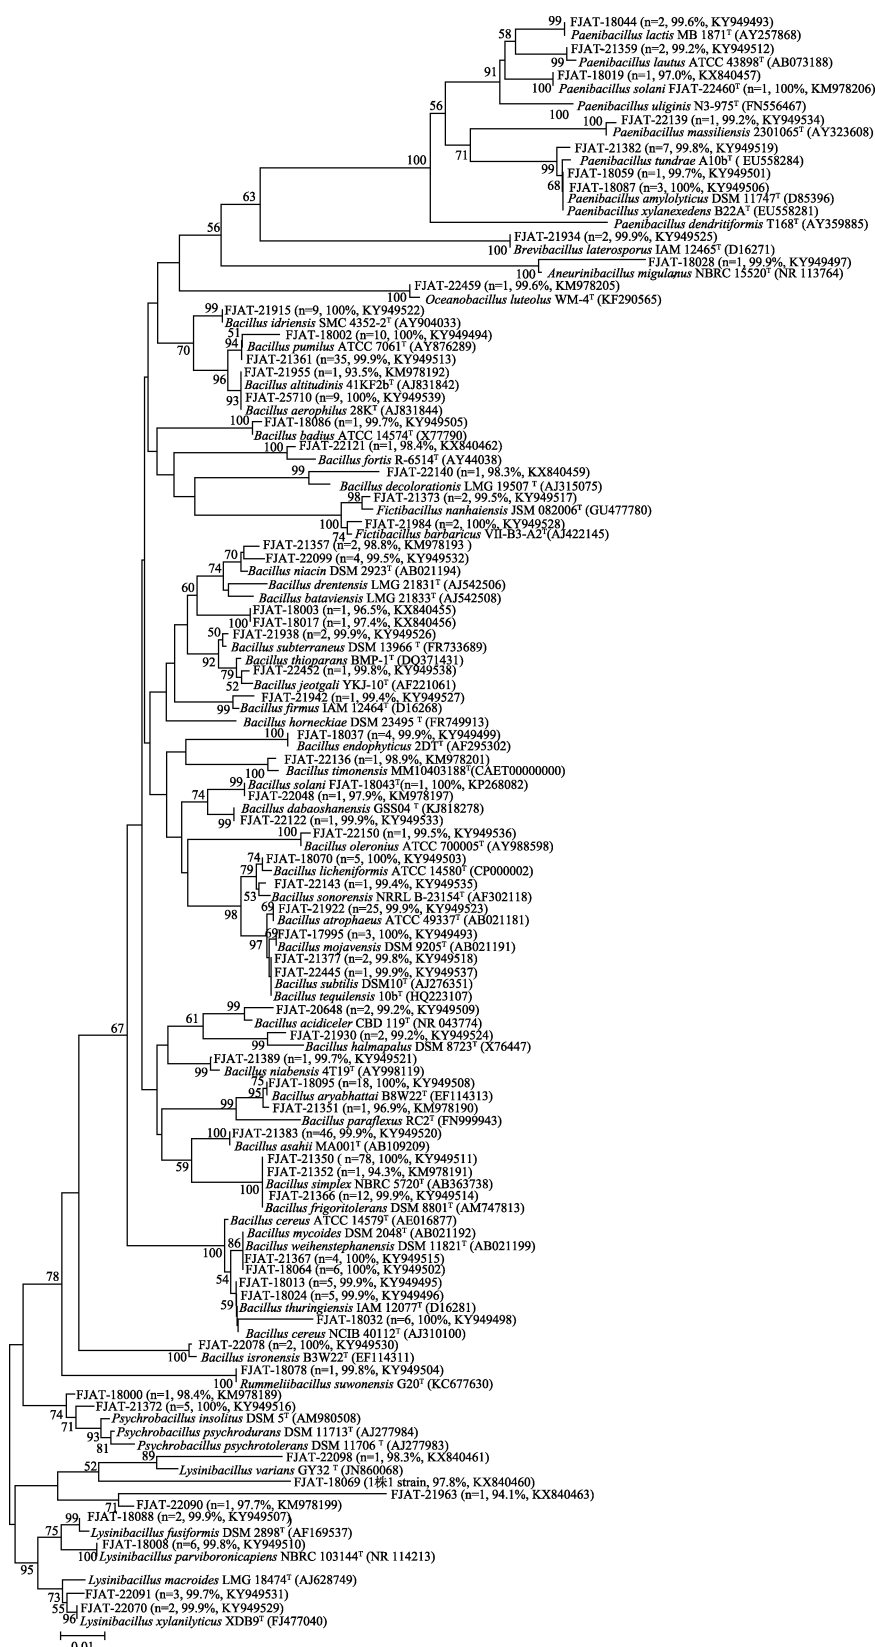 99 FJAT-18044 (n=2, 99.6%, KY949493)
58 Paenibacillus lactis MB 1871ᵀ (AY257868)
FJAT-21359 (n=2, 99.2%, KY949512)
99 Paenibacillus lautus ATCC 43898ᵀ (AB073188)
91 FJAT-18019 (n=1, 97.0%, KX840457)
100 Paenibacillus solani FJAT-22460ᵀ (n=1, 100%, KM978206)
56 Paenibacillus uliginis N3-975ᵀ (FN556467)
100
100 FJAT-22139 (n=1, 99.2%, KY949534)
Paenibacillus massiliensis 2301065ᵀ (AY323608)
71 FJAT-21382 (n=7, 99.8%, KY949519)
100 Paenibacillus tundrae A10bᵀ ( EU558284)
99 FJAT-18059 (n=1, 99.7%, KY949501)
68 FJAT-18087 (n=3, 100%, KY949506)
63 Paenibacillus amylolyticus DSM 11747ᵀ (D85396)
Paenibacillus xylanexedens B22Aᵀ (EU558281)
Paenibacillus dendritiformis T168ᵀ (AY359885)
56 FJAT-21934 (n=2, 99.9%, KY949525)
100 Brevibacillus laterosporus IAM 12465ᵀ (D16271)
FJAT-18028 (n=1, 99.9%, KY949497)
100 Aneurinibacillus migulanus NBRC 15520ᵀ (NR 113764)
FJAT-22459 (n=1, 99.6%, KM978205)
100 Oceanobacillus luteolus WM-4ᵀ (KF290565)
99 FJAT-21915 (n=9, 100%, KY949522)
Bacillus idriensis SMC 4352-2ᵀ (AY904033)
51 FJAT-18002 (n=10, 100%, KY949494)
70 94 Bacillus pumilus ATCC 7061ᵀ (AY876289)
FJAT-21361 (n=35, 99.9%, KY949513)
96 FJAT-21955 (n=1, 93.5%, KM978192)
Bacillus altitudinis 41KF2bᵀ (AJ831842)
93 FJAT-25710 (n=9, 100%, KY949539)
Bacillus aerophilus 28Kᵀ (AJ831844)
100 FJAT-18086 (n=1, 99.7%, KY949505)
Bacillus badius ATCC 14574ᵀ (X77790)
100 FJAT-22121 (n=1, 98.4%, KX840462)
Bacillus fortis R-6514ᵀ (AY44038)
99 FJAT-22140 (n=1, 98.3%, KX840459)
Bacillus decolorationis LMG 19507 ᵀ (AJ315075)
98 FJAT-21373 (n=2, 99.5%, KY949517)
Fictibacillus nanhaiensis JSM 082006ᵀ (GU477780)
100 FJAT-21984 (n=2, 100%, KY949528)
74 Fictibacillus barbaricus VII-B3-A2ᵀ(AJ422145)
70 FJAT-21357 (n=2, 98.8%, KM978193 )
FJAT-22099 (n=4, 99.5%, KY949532)
74 Bacillus niacin DSM 2923ᵀ (AB021194)
60 Bacillus drentensis LMG 21831ᵀ (AJ542506)
Bacillus bataviensis LMG 21833ᵀ (AJ542508)
FJAT-18003 (n=1, 96.5%, KX840455)
100 FJAT-18017 (n=1, 97.4%, KX840456)
50 FJAT-21938 (n=2, 99.9%, KY949526)
Bacillus subterraneus DSM 13966 ᵀ (FR733689)
92 Bacillus thioparans BMP-1ᵀ (DQ371431)
79 FJAT-22452 (n=1, 99.8%, KY949538)
52 Bacillus jeotgali YKJ-10ᵀ (AF221061)
FJAT-21942 (n=1, 99.4%, KY949527)
99 Bacillus firmus IAM 12464ᵀ (D16268)
Bacillus horneckiae DSM 23495 ᵀ (FR749913)
100 FJAT-18037 (n=4, 99.9%, KY949499)
Bacillus endophyticus 2DTᵀ (AF295302)
FJAT-22136 (n=1, 98.9%, KM978201)
100 Bacillus timonensis MM10403188ᵀ(CAET00000000)
99 Bacillus solani FJAT-18043ᵀ(n=1, 100%, KP268082)
74 FJAT-22048 (n=1, 97.9%, KM978197)
Bacillus dabaoshanensis GSS04 ᵀ (KJ818278)
99 FJAT-22122 (n=1, 99.9%, KY949533)
100 FJAT-22150 (n=1, 99.5%, KY949536)
Bacillus oleronius ATCC 700005ᵀ (AY988598)
74 FJAT-18070 (n=5, 100%, KY949503)
79 Bacillus licheniformis ATCC 14580ᵀ (CP000002)
FJAT-22143 (n=1, 99.4%, KY949535)
53 Bacillus sonorensis NRRL B-23154ᵀ (AF302118)
98 69 FJAT-21922 (n=25, 99.9%, KY949523)
Bacillus atrophaeus ATCC 49337ᵀ (AB021181)
69 FJAT-17995 (n=3, 100%, KY949493)
97 Bacillus mojavensis DSM 9205ᵀ (AB021191)
FJAT-21377 (n=2, 99.8%, KY949518)
FJAT-22445 (n=1, 99.9%, KY949537)
Bacillus subtilis DSM10ᵀ (AJ276351)
Bacillus tequilensis 10bᵀ (HQ223107)
99 FJAT-20648 (n=2, 99.2%, KY949509)
61 Bacillus acidiceler CBD 119ᵀ (NR 043774)
67 FJAT-21930 (n=2, 99.2%, KY949524)
99 Bacillus halmapalus DSM 8723ᵀ (X76447)
FJAT-21389 (n=1, 99.7%, KY949521)
99 Bacillus niabensis 4T19ᵀ (AY998119)
75 FJAT-18095 (n=18, 100%, KY949508)
95 Bacillus aryabhattai B8W22ᵀ (EF114313)
99 FJAT-21351 (n=1, 96.9%, KM978190)
Bacillus paraflexus RC2ᵀ (FN999943)
100 FJAT-21383 (n=46, 99.9%, KY949520)
Bacillus asahii MA001ᵀ (AB109209)
59 FJAT-21350 ( n=78, 100%, KY949511)
FJAT-21352 (n=1, 94.3%, KM978191)
100 Bacillus simplex NBRC 5720ᵀ (AB363738)
FJAT-21366 (n=12, 99.9%, KY949514)
Bacillus frigoritolerans DSM 8801ᵀ (AM747813)
Bacillus cereus ATCC 14579ᵀ (AE016877)
Bacillus mycoides DSM 2048ᵀ (AB021192)
100 86 Bacillus weihenstephanensis DSM 11821ᵀ (AB021199)
FJAT-21367 (n=4, 100%, KY949515)
FJAT-18064 (n=6, 100%, KY949502)
78 54 FJAT-18013 (n=5, 99.9%, KY949495)
FJAT-18024 (n=5, 99.9%, KY949496)
59 Bacillus thuringiensis IAM 12077ᵀ (D16281)
FJAT-18032 (n=6, 100%, KY949498)
Bacillus cereus NCIB 40112ᵀ (AJ310100)
FJAT-22078 (n=2, 100%, KY949530)
100 Bacillus isronensis B3W22ᵀ (EF114311)
FJAT-18078 (n=1, 99.8%, KY949504)
100 Rummeliibacillus suwonensis G20ᵀ (KC677630)
FJAT-18000 (n=1, 98.4%, KM978189)
74 FJAT-21372 (n=5, 100%, KY949516)
71 Psychrobacillus insolitus DSM 5ᵀ (AM980508)
93 Psychrobacillus psychrodurans DSM 11713ᵀ (AJ277984)
81 Psychrobacillus psychrotolerans DSM 11706 ᵀ (AJ277983)
89 FJAT-22098 (n=1, 98.3%, KX840461)
52 Lysinibacillus varians GY32 ᵀ (JN860068)
FJAT-18069 (1株1 strain, 97.8%, KX840460)
FJAT-21963 (n=1, 94.1%, KX840463)
71 FJAT-22090 (n=1, 97.7%, KM978199)
99 FJAT-18088 (n=2, 99.9%, KY949507)
75 Lysinibacillus fusiformis DSM 2898ᵀ (AF169537)
FJAT-18008 (n=6, 99.8%, KY949510)
100 Lysinibacillus parviboronicapiens NBRC 103144ᵀ (NR 114213)
95
Lysinibacillus macroides LMG 18474ᵀ (AJ628749)
73 FJAT-22091 (n=3, 99.7%, KY949531)
55 FJAT-22070 (n=2, 99.9%, KY949529)
96 Lysinibacillus xylanilyticus XDB9ᵀ (FJ477040)
0.01